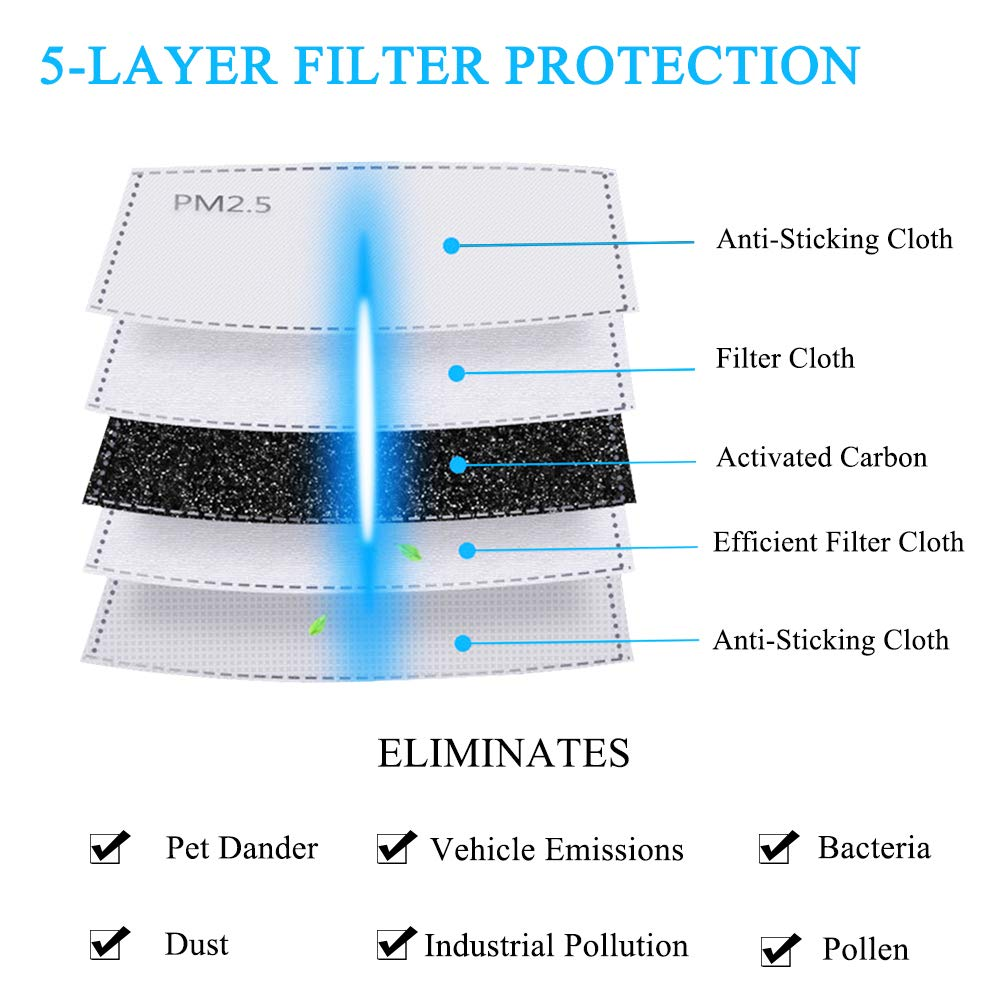 5-LAYER FILTER PROTECTION
PM2.5
Anti-Sticking Cloth
Filter Cloth
Activated Carbon
Efficient Filter Cloth
Anti-Sticking Cloth
ELIMINATES
Pet Dander
Vehicle Emissions
Bacteria
Dust
Industrial Pollution
Pollen